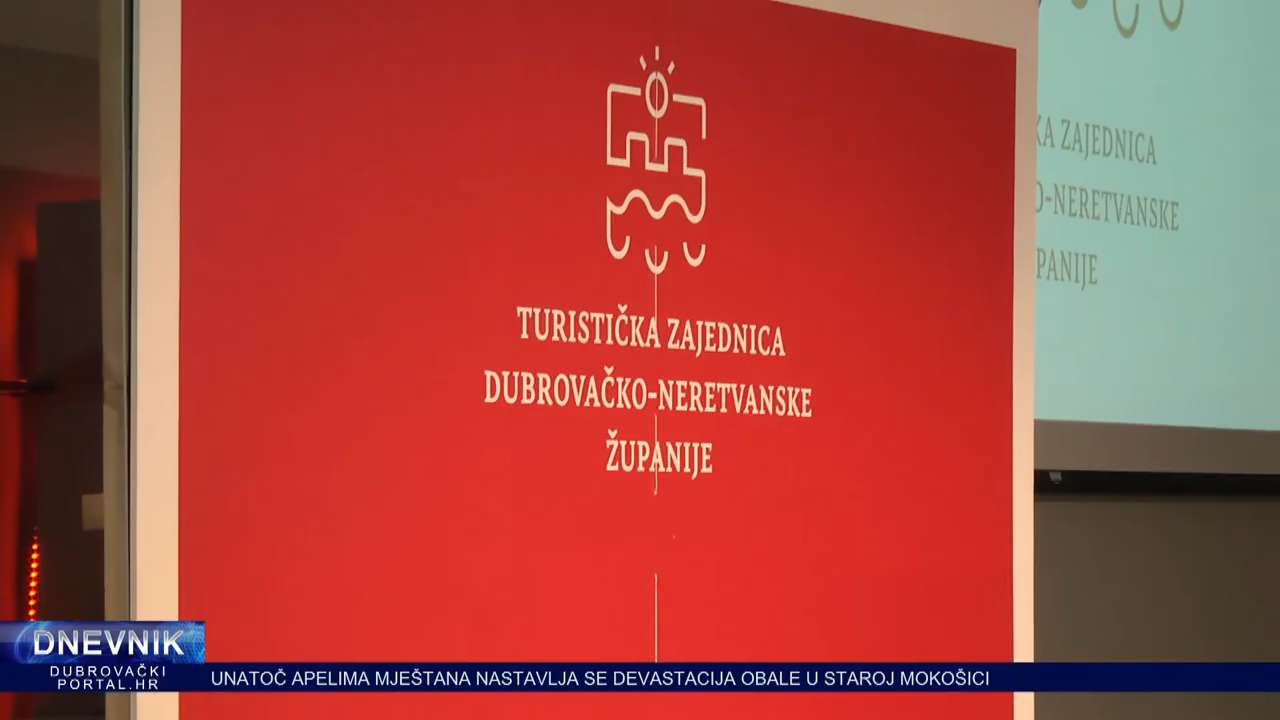 TURISTIČKA ZAJEDNICA
DUBROVAČKO-NERETVANSKE
ŽUPANIJE
KA ZAJEDNICA
O-NERETVANSKE
PANIJE
DNEVNIK
DUBROVAČKI
PORTAL.HR
UNATOČ APELIMA MJEŠTANA NASTAVLJA SE DEVASTACIJA OBALE U STAROJ MOKOŠICI